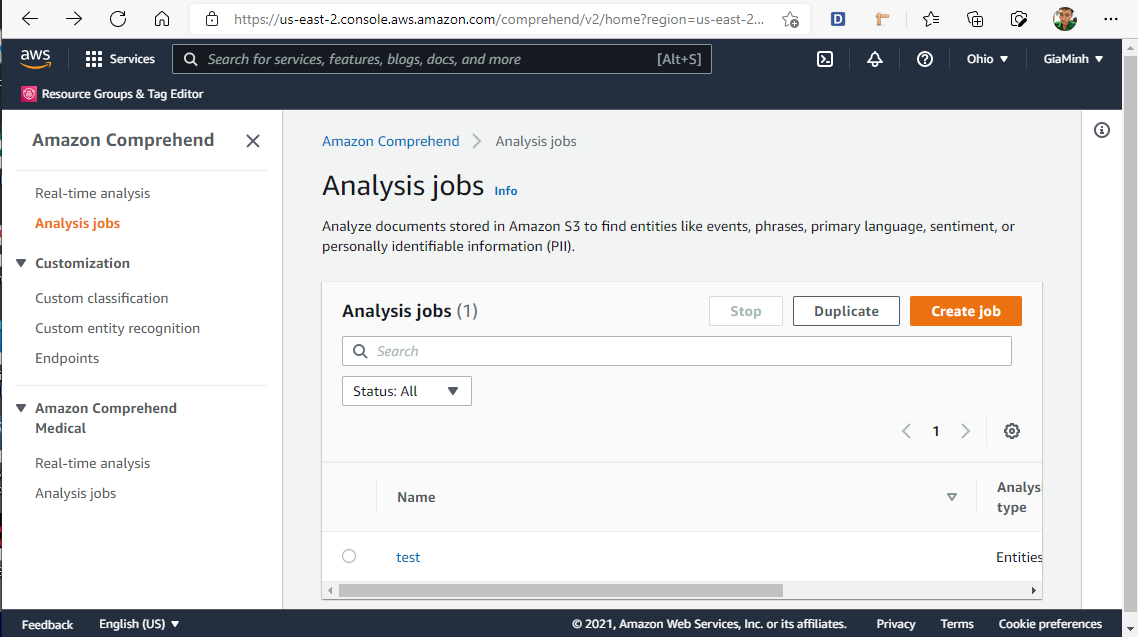 https://us-east-2.console.aws.amazon.com/comprehend/v2/home?region=us-east-2...
aws
Services
Search for services, features, blogs, docs, and more
[Alt+S]
Ohio
GiaMinh
Resource Groups & Tag Editor
Amazon Comprehend
Real-time analysis
Analysis jobs
Customization
Custom classification
Custom entity recognition
Endpoints
Amazon Comprehend
Medical
Real-time analysis
Analysis jobs
Amazon Comprehend
Analysis jobs
Analysis jobs Info
Analyze documents stored in Amazon S3 to find entities like events, phrases, primary language, sentiment, or
personally identifiable information (PII).
Analysis jobs (1)
Stop
Duplicate
Create job
Search
Status: All
1
Name
Analys
type
test
Entities
Feedback
English (US)
© 2021, Amazon Web Services, Inc. or its affiliates.
Privacy
Terms
Cookie preferences